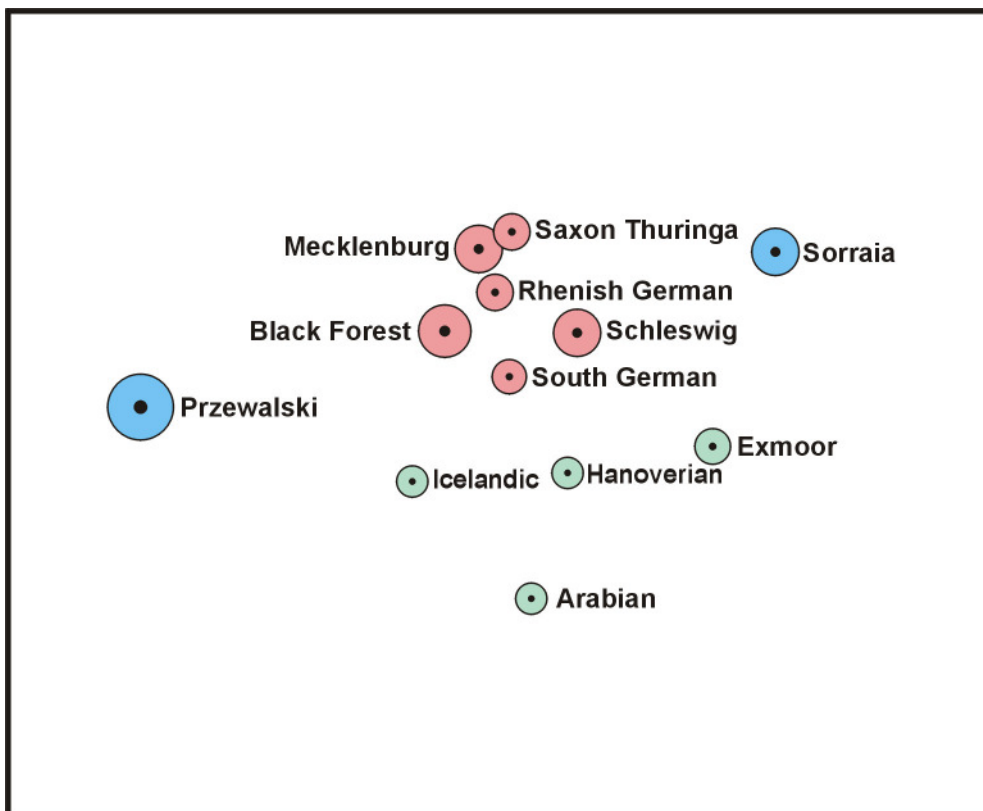 Saxon Thuringa
Mecklenburg
Sorraia
Rhenish German
Black Forest
Schleswig
South German
Przewalski
Exmoor
Icelandic
Hanoverian
Arabian